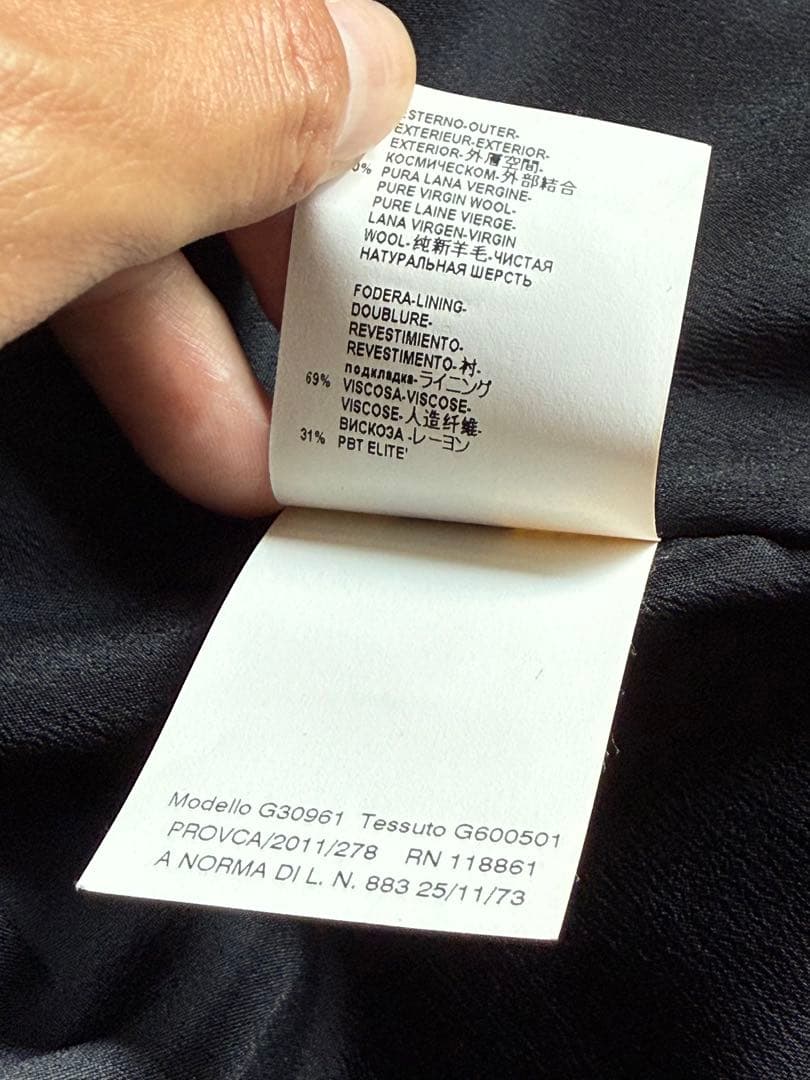 STERNO-OUTER-
EXTERIEUR-EXTERIOR-
EXTERIOR-外層空間-
КОСМИЧЕСКОМ-外部結合
0% PURA LANA VERGINE-
PURE VIRGIN WOOL-
PURE LAINE VIERGE-
LANA VIRGEN-VIRGIN
WOOL-纯新羊毛-ЧИСТАЯ
НАТУРАЛЬНАЯ ШЕРСТЬ
FODERA-LINING-
DOUBLURE-
REVESTIMIENTO-
REVESTIMENTO-衬-
подкладка-ライニング
69% VISCOSA-VISCOSE-
VISCOSE-人造纤维-
ВИСКОЗА-レーヨン
31% PBT ELITE'
Modello G30961 Tessuto G600501
PROVCA/2011/278 RN 118861
A NORMA DI L. N. 883 25/11/73